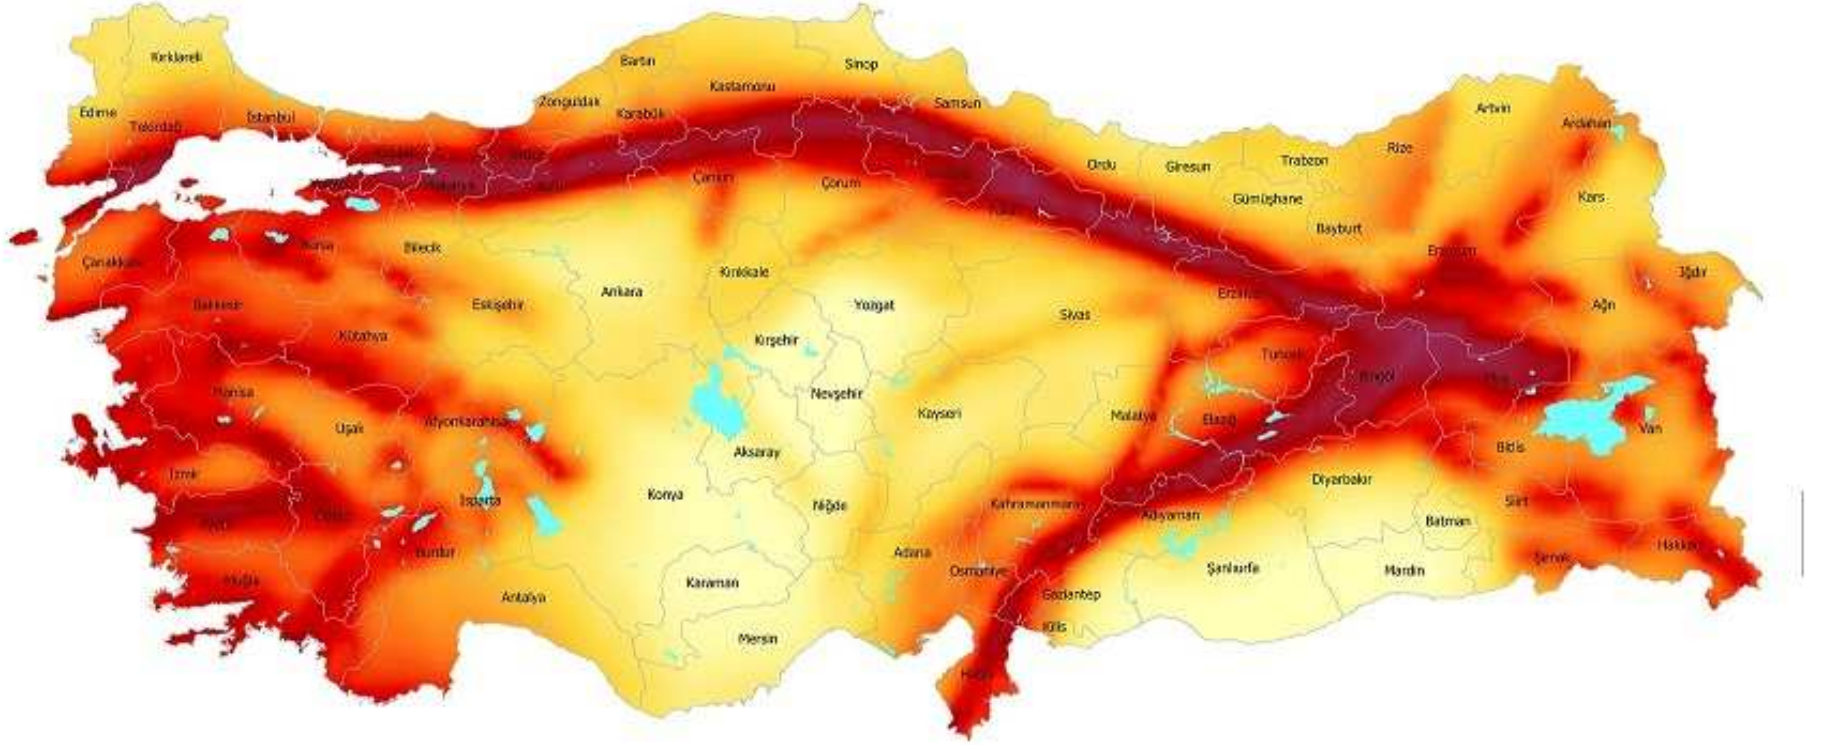 Kırklareli
Bartın
Sinop
Kastamonu
Edirne
Tekirdağ
İstanbul
Zonguldak
Karabük
Samsun
Artvin
Ardahan
Rize
Ordu
Giresun
Trabzon
Çankırı
Çorum
Gümüşhane
Kars
Bayburt
Bursa
Bilecik
Çanakkale
Erzurum
Kırıkkale
Iğdır
Ankara
Balıkesir
Eskişehir
Yozgat
Erzincan
Ağrı
Sivas
Kütahya
Kırşehir
Tunceli
Bingöl
Muş
Manisa
Nevşehir
Uşak
Afyonkarahisar
Kayseri
Malatya
Elazığ
Van
Bitlis
Aksaray
İzmir
Diyarbakır
Konya
Isparta
Niğde
Kahramanmaraş
Siirt
Adıyaman
Batman
Burdur
Adana
Hakkari
Şırnak
Osmaniye
Şanlıurfa
Mardin
Muğla
Karaman
Gaziantep
Antalya
Kilis
Mersin
Hatay